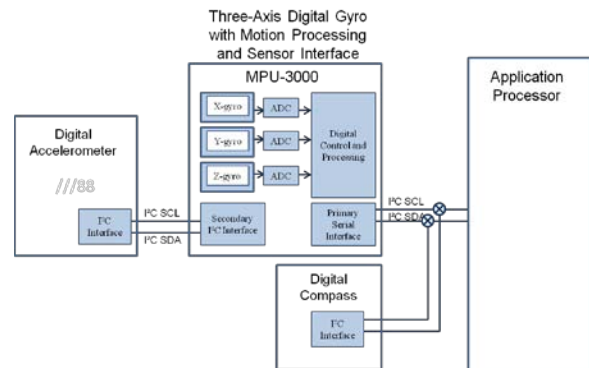 Three-Axis Digital Gyro
with Motion Processing
and Sensor Interface
MPU-3000
X-gyro
ADC
Y-gyro
ADC
Z-gyro
ADC
Digital
Control and
Processing
Secondary
I²C Interface
Primary
Serial Interface
Digital
Accelerometer
///88
I²C
Interface
I²C SCL
I²C SDA
I²C SCL
I²C SDA
Digital
Compass
I²C
Interface
Application
Processor